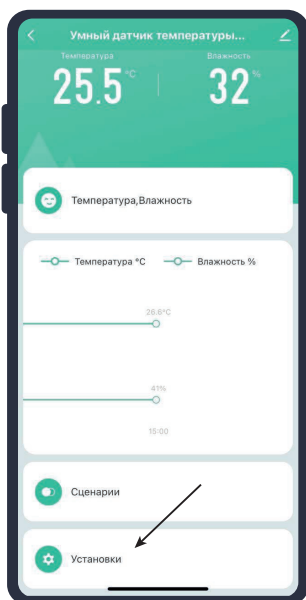 Умный датчик температуры...
Температура Влажность
25.5 °C 32 %
Температура,Влажность
Температура °C Влажность %
26.6°C
41%
15:00
Сценарии
Установки